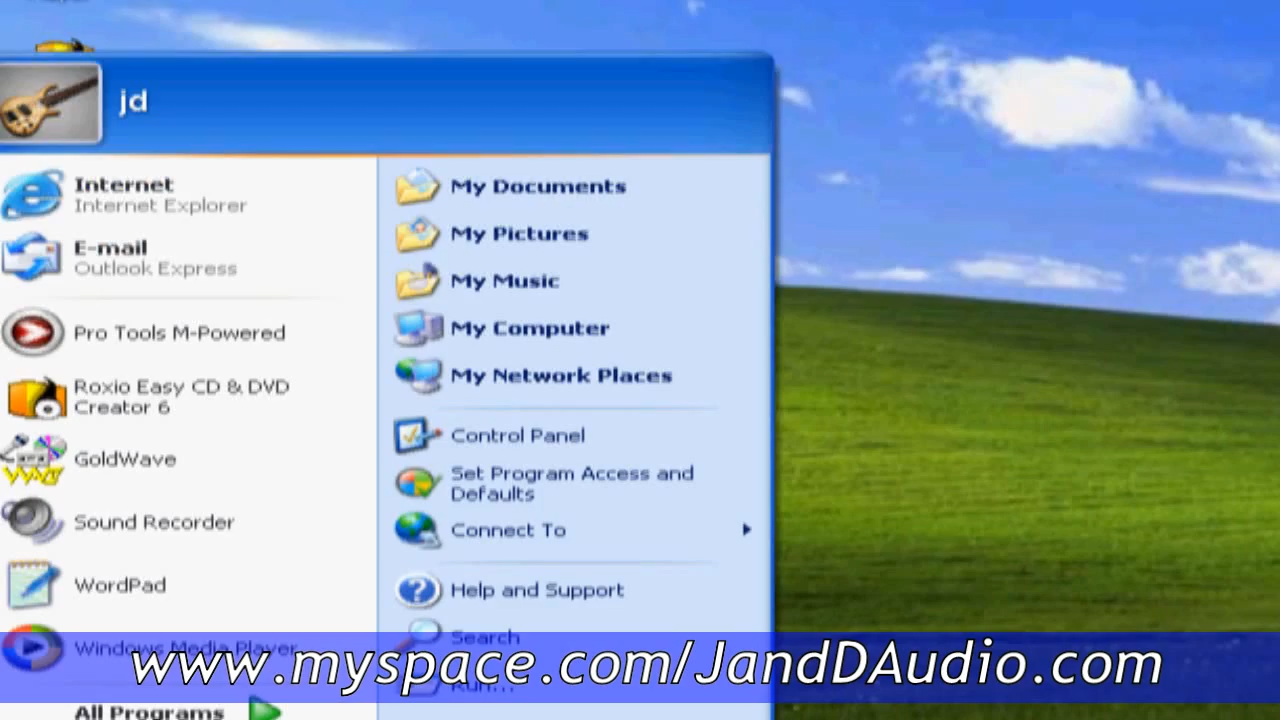 jd
Internet
Internet Explorer
E-mail
Outlook Express
Pro Tools M-Powered
Roxio Easy CD & DVD
Creator 6
GoldWave
Sound Recorder
WordPad
Windows Media Player
All Programs
My Documents
My Pictures
My Music
My Computer
My Network Places
Control Panel
Set Program Access and
Defaults
Connect To
Help and Support
Search
Run...
www.myspace.com/JandDAudio.com